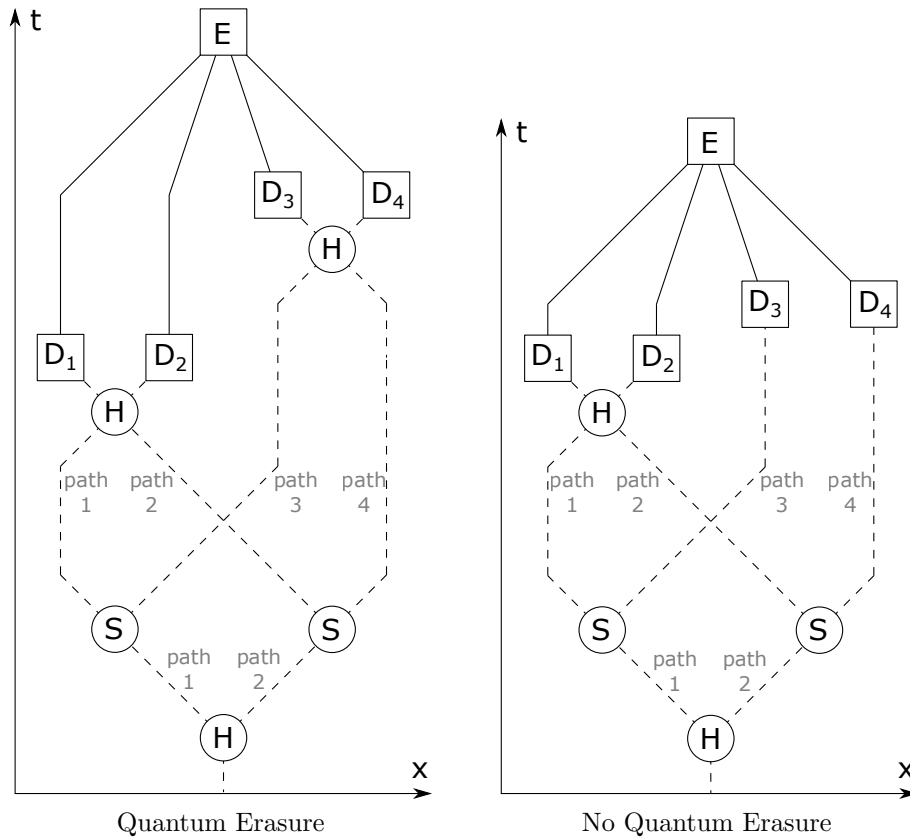 t
E
D3 D4
H
D1 D2
H
path 1 path 2 path 3 path 4
S S
path 1 path 2
H
x
Quantum Erasure
t
E
D3 D4
D1 D2
H
path 1 path 2 path 3 path 4
S S
path 1 path 2
H
x
No Quantum Erasure